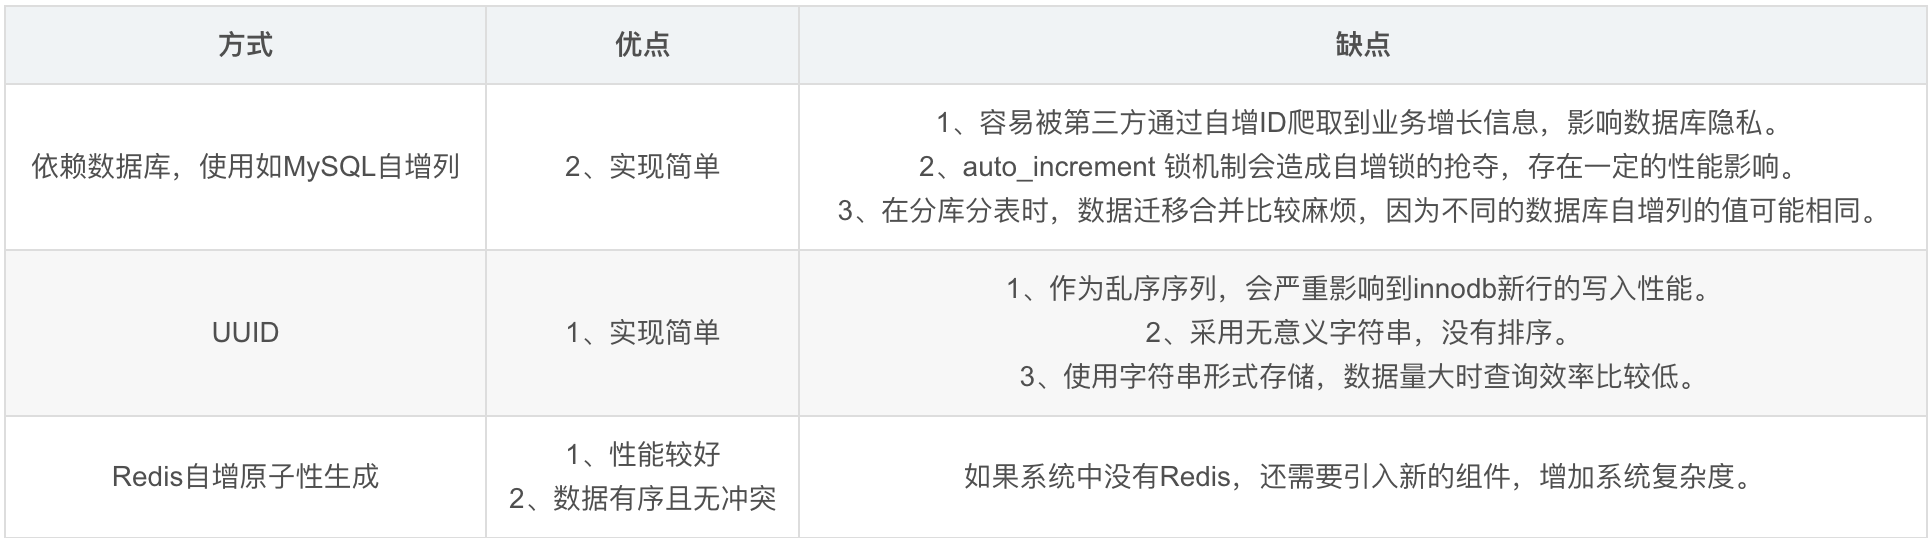 方式 优点 缺点
依赖数据库，使用如MySQL自增列
2、实现简单
1、容易被第三方通过自增ID爬取到业务增长信息，影响数据库隐私。
2、auto_increment 锁机制会造成自增锁的抢夺，存在一定的性能影响。
3、在分库分表时，数据迁移合并比较麻烦，因为不同的数据库自增列的值可能相同。
UUID
1、实现简单
1、作为乱序序列，会严重影响到innodb新行的写入性能。
2、采用无意义字符串，没有排序。
3、使用字符串形式存储，数据量大时查询效率比较低。
Redis自增原子性生成
1、性能较好
2、数据有序且无冲突
如果系统中没有Redis，还需要引入新的组件，增加系统复杂度。